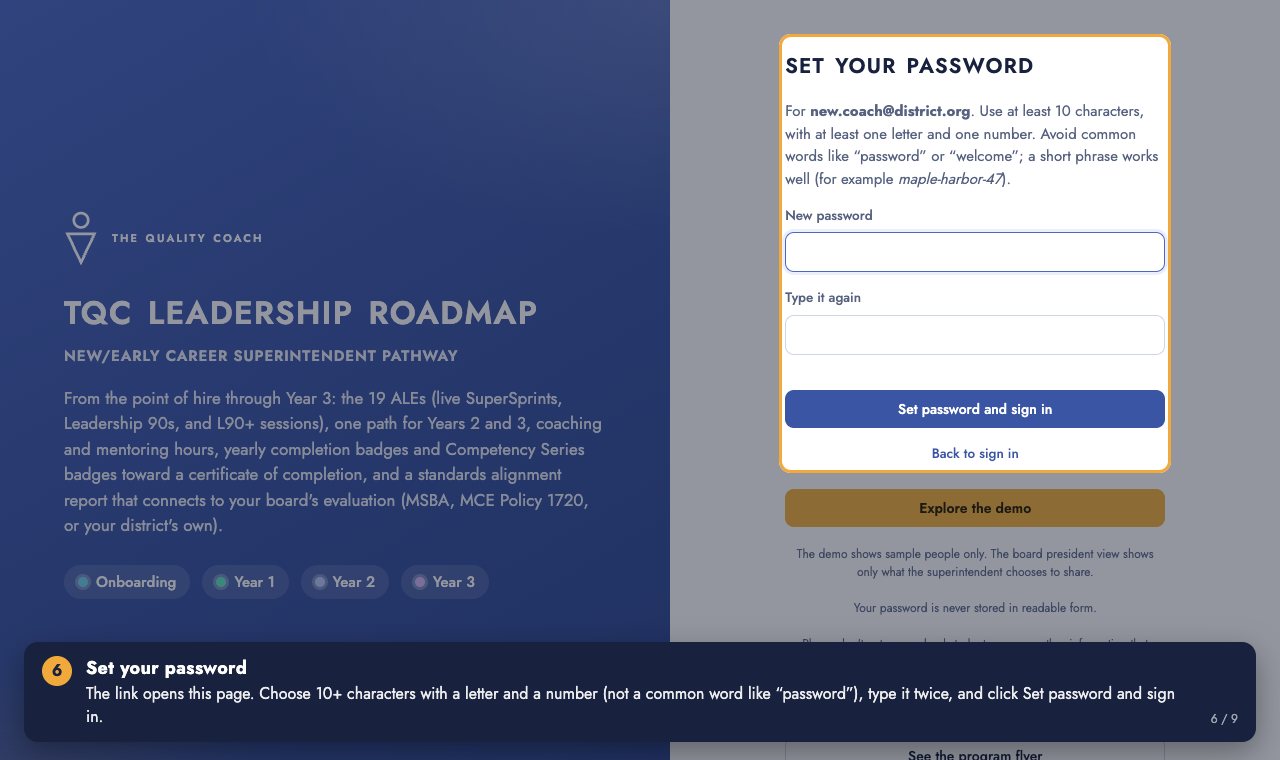 THE QUALITY COACH
TQC LEADERSHIP ROADMAP
NEW/EARLY CAREER SUPERINTENDENT PATHWAY
From the point of hire through Year 3: the 19 ALEs (live SuperSprints,
Leadership 90s, and L90+ sessions), one path for Years 2 and 3, coaching
and mentoring hours, yearly completion badges and Competency Series
badges toward a certificate of completion, and a standards alignment
report that connects to your board's evaluation (MSBA, MCE Policy 1720,
or your district's own).
Onboarding
Year 1
Year 2
Year 3
SET YOUR PASSWORD
For new.coach@district.org. Use at least 10 characters,
with at least one letter and one number. Avoid common
words like “password” or “welcome”; a short phrase works
well (for example maple-harbor-47).
New password
Type it again
Set password and sign in
Back to sign in
Explore the demo
The demo shows sample people only. The board president view shows
only what the superintendent chooses to share.
Your password is never stored in readable form.
6
Set your password
The link opens this page. Choose 10+ characters with a letter and a number (not a common word like “password”), type it twice, and click Set password and sign
in.
6 / 9
See the program flyer